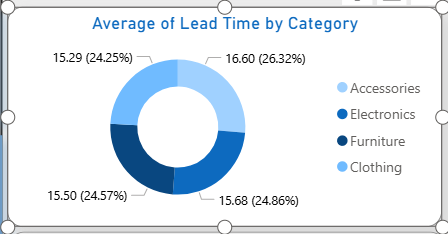 Average of Lead Time by Category
15.29 (24.25%)
16.60 (26.32%)
Accessories
Electronics
Furniture
Clothing
15.50 (24.57%)
15.68 (24.86%)